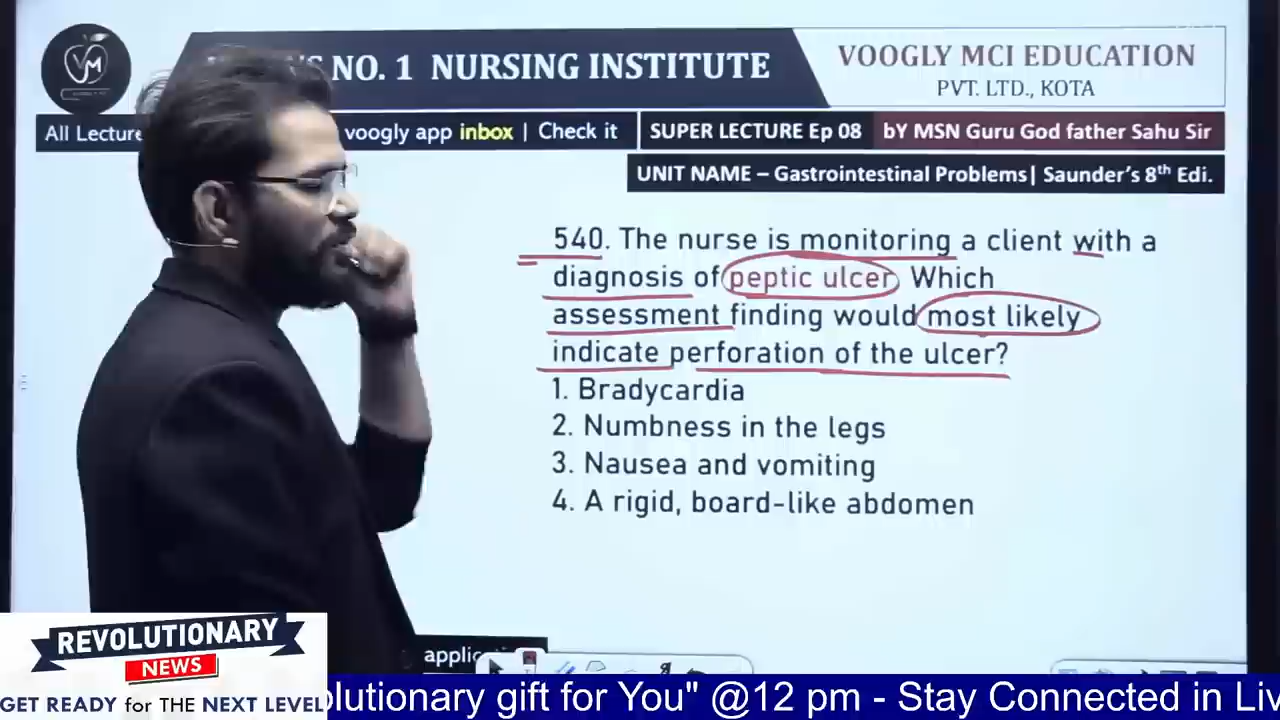 VM
NO. 1 NURSING INSTITUTE
VOOGLY MCI EDUCATION
PVT. LTD., KOTA
All Lecture voogly app inbox | Check it
SUPER LECTURE Ep 08 bY MSN Guru God father Sahu Sir
UNIT NAME – Gastrointestinal Problems| Saunder's 8th Edi.
540. The nurse is monitoring a client with a
diagnosis of peptic ulcer. Which
assessment finding would most likely
indicate perforation of the ulcer?
1. Bradycardia
2. Numbness in the legs
3. Nausea and vomiting
4. A rigid, board-like abdomen
REVOLUTIONARY
NEWS
GET READY for THE NEXT LEVEL
olutionary gift for You" @12 pm - Stay Connected in Liv